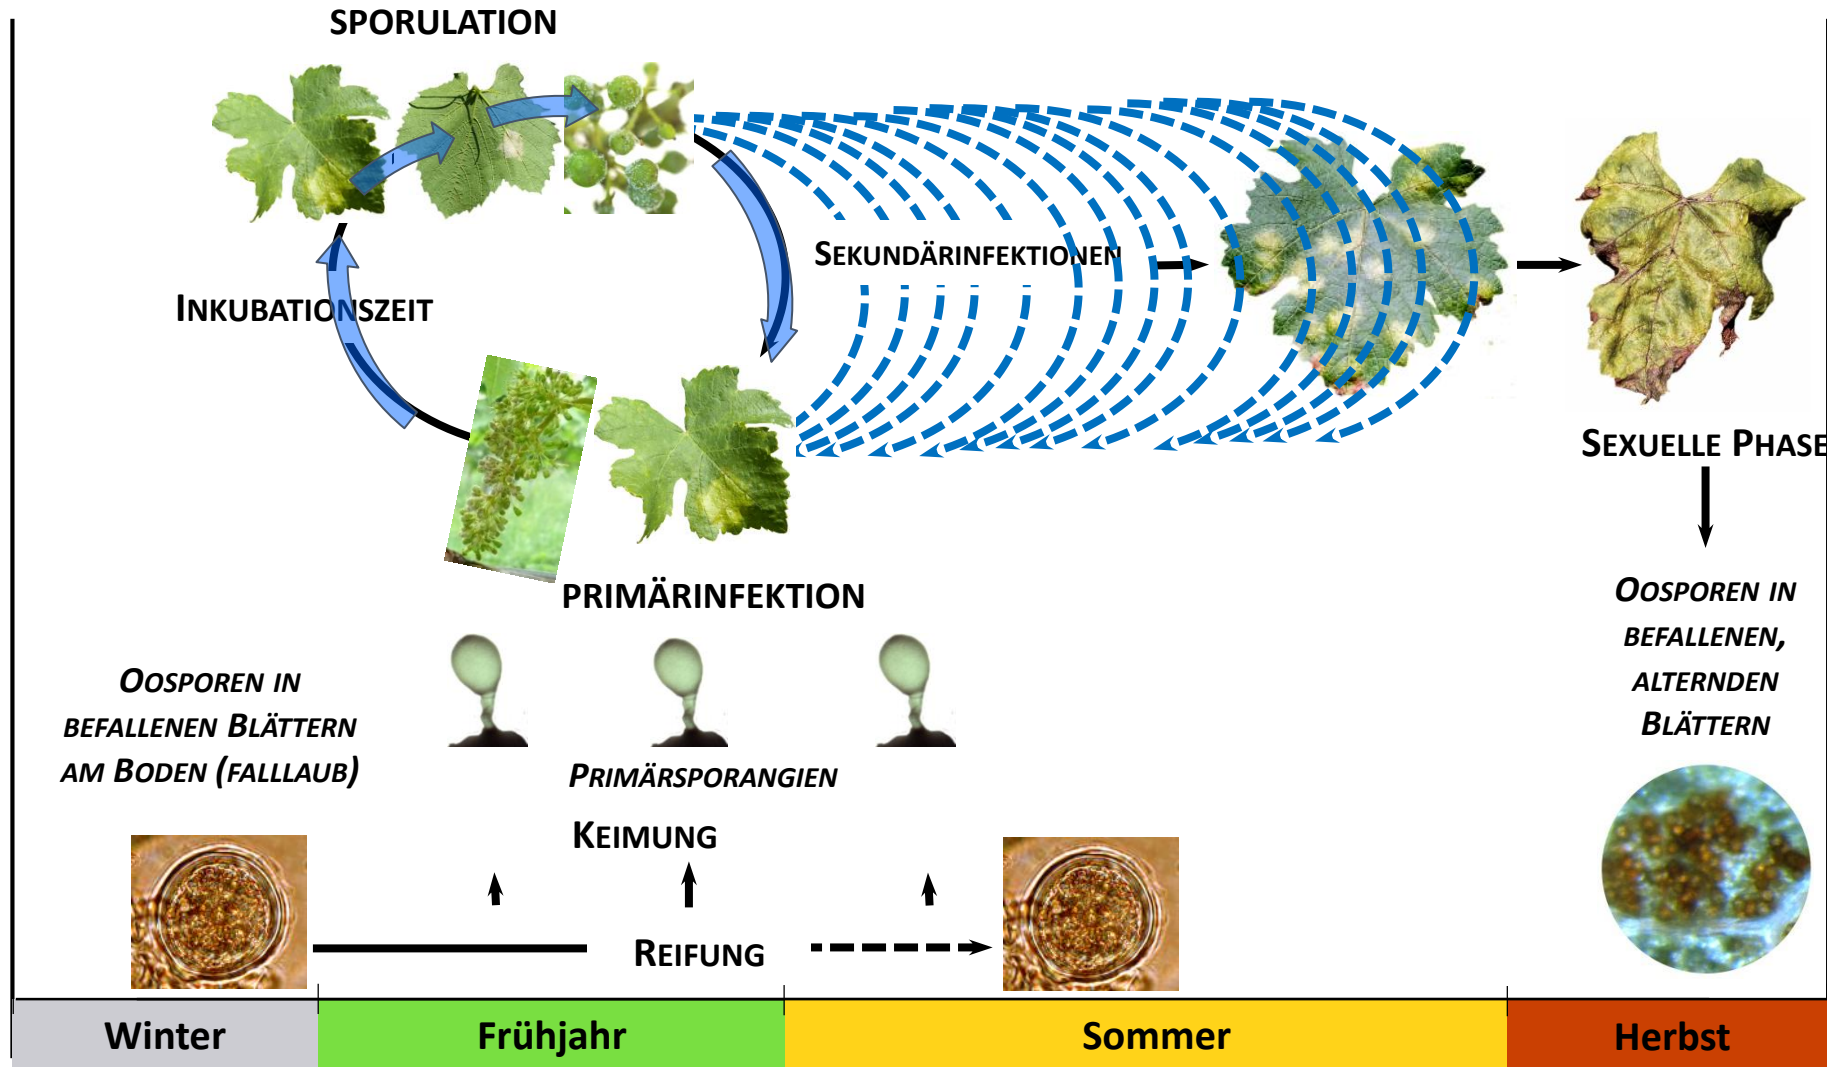 SPORULATION
SEKUNDÄRINFEKTIONEN
INKUBATIONSZEIT
SEXUELLE PHASE
PRIMÄRINFEKTION
OOSPOREN IN
BEFALLENEN,
ALTERNDEN
BLÄTTERN
OOSPOREN IN
BEFALLENEN BLÄTTERN
AM BODEN (FALLLAUB)
PRIMÄRSPORANGIEN
KEIMUNG
REIFUNG
Winter
Frühjahr
Sommer
Herbst